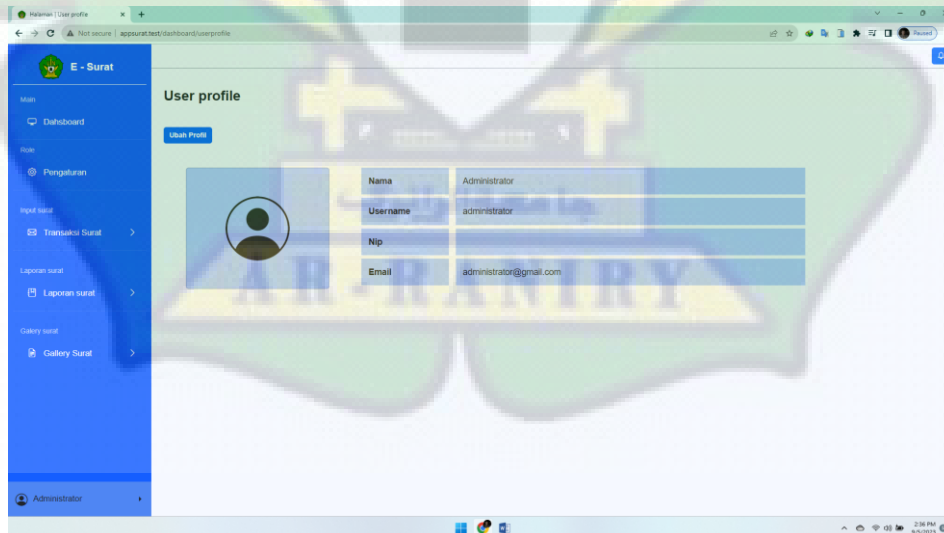 Halaman | User profile
Not secure | appsurat.test/dashboard/userprofile
Paused
E - Surat
Main
Dahsboard
Role
Pengaturan
Input surat
Transaksi Surat
Laporan surat
Laporan surat
Galery surat
Gallery Surat
Administrator
User profile
Ubah Profil
Nama Administrator
Username administrator
Nip
Email administrator@gmail.com
AR-RANIRY
2:36 PM